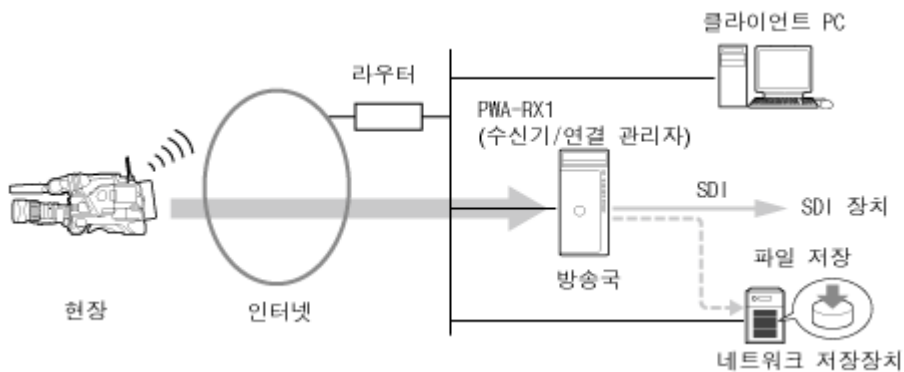 클라이언트 PC
라우터
PWA-RX1
(수신기/연결 관리자)
SDI
SDI 장치
방송국
파일 저장
현장
인터넷
네트워크 저장장치